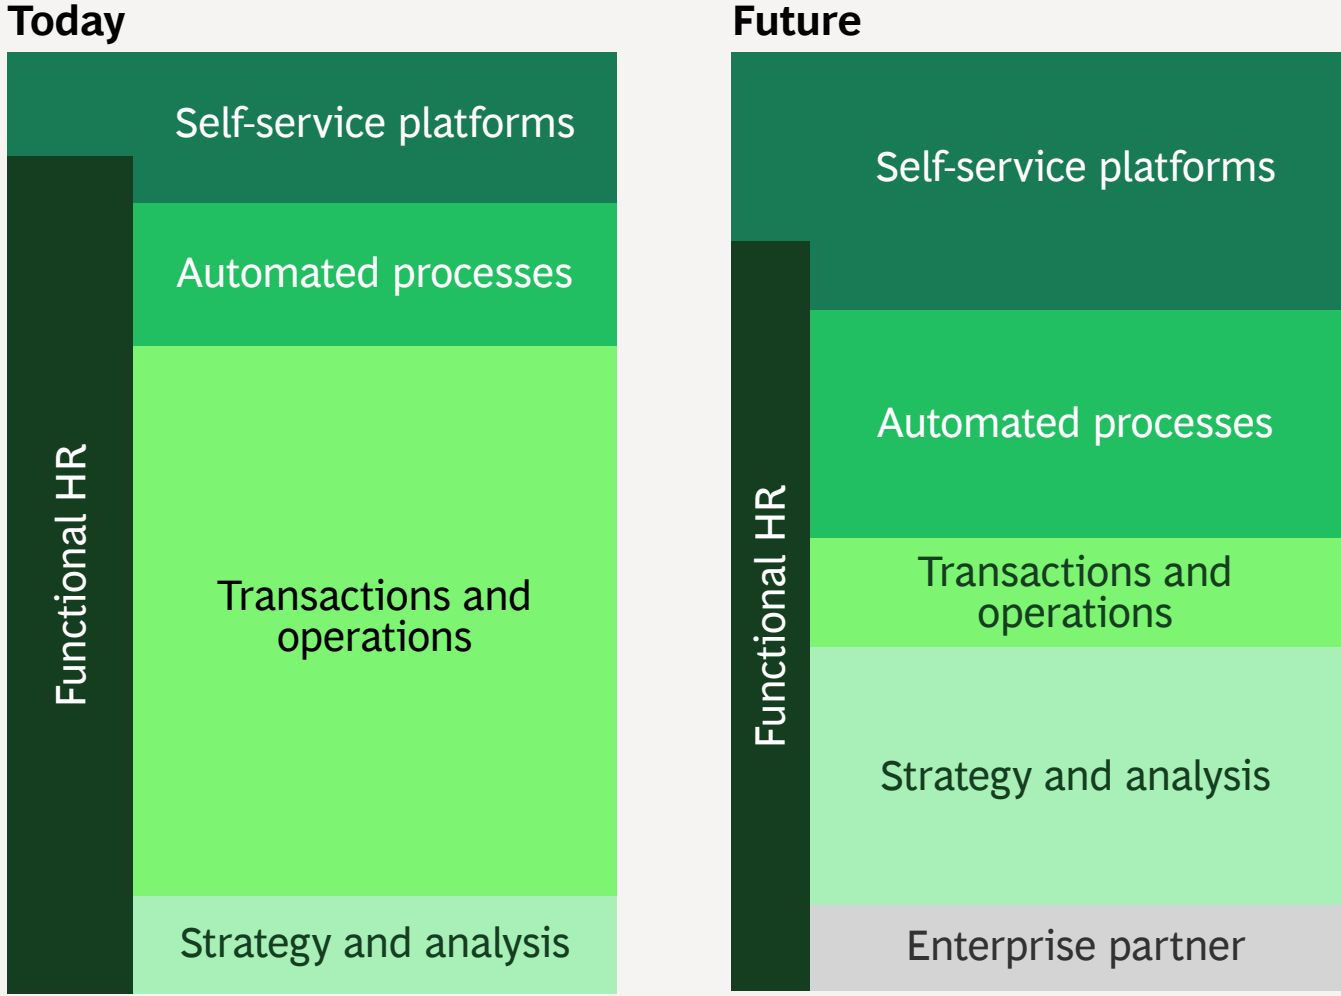 Today
Self-service platforms
Automated processes
Functional HR
Transactions and
operations
Strategy and analysis
Future
Self-service platforms
Automated processes
Functional HR
Transactions and
operations
Strategy and analysis
Enterprise partner